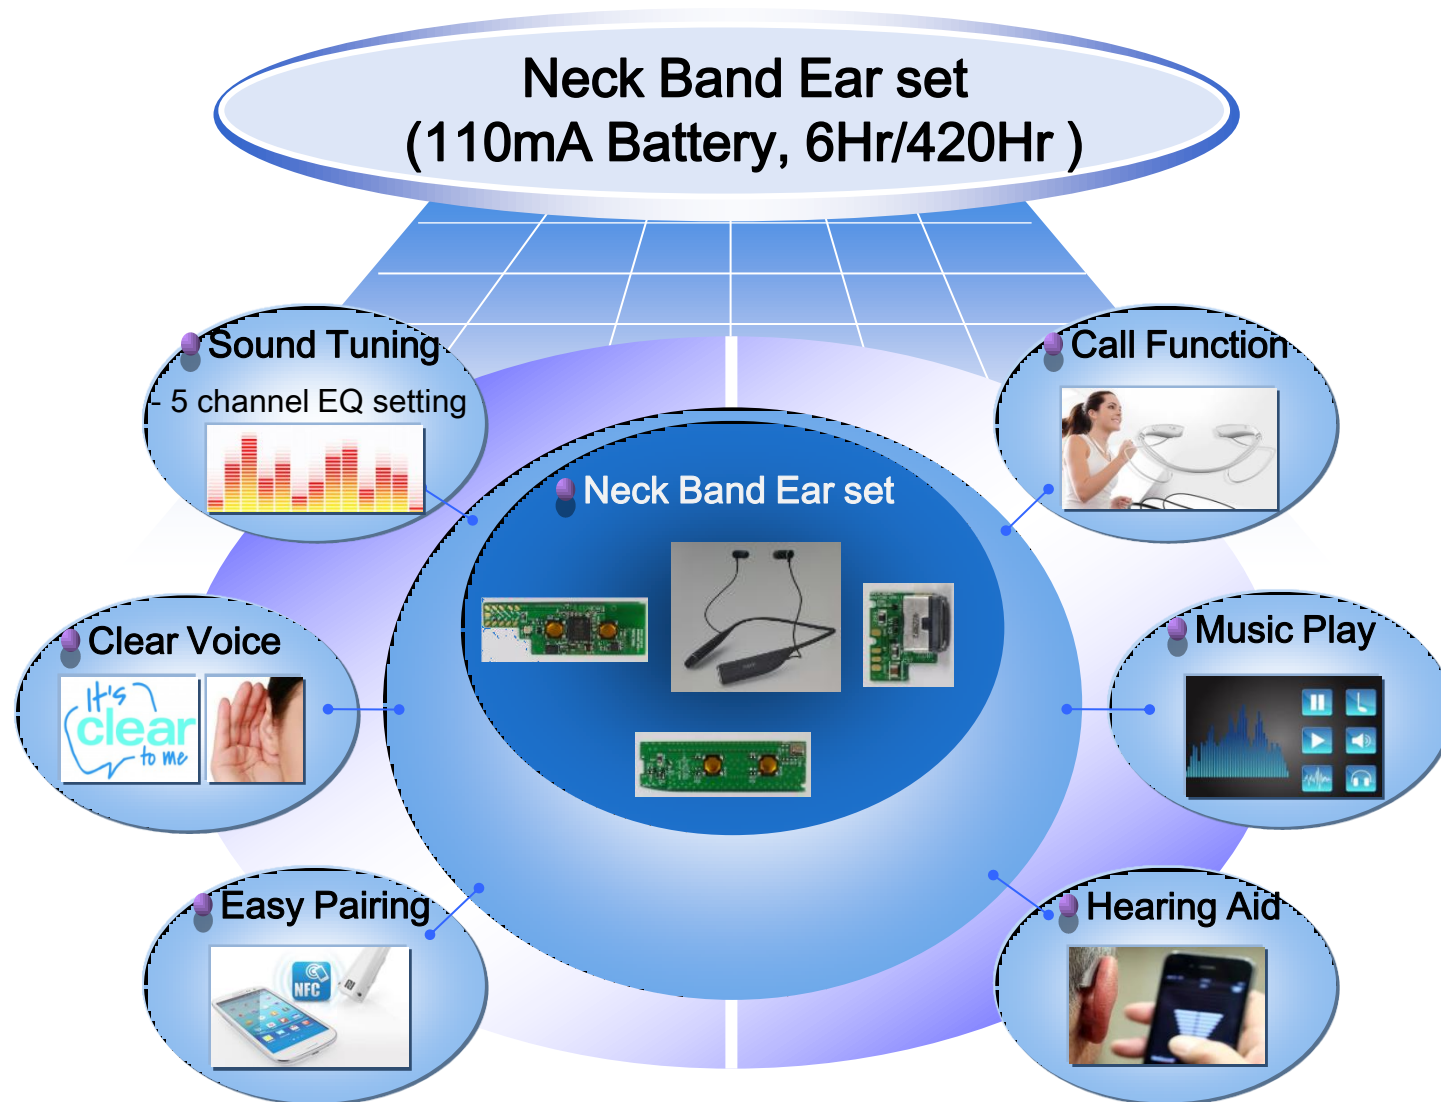 Neck Band Ear set
(110mA Battery, 6Hr/420Hr )
Sound Tuning
- 5 channel EQ setting
Call Function
Neck Band Ear set
Clear Voice
It's
clear
to me
Music Play
Easy Pairing
NFC
Hearing Aid